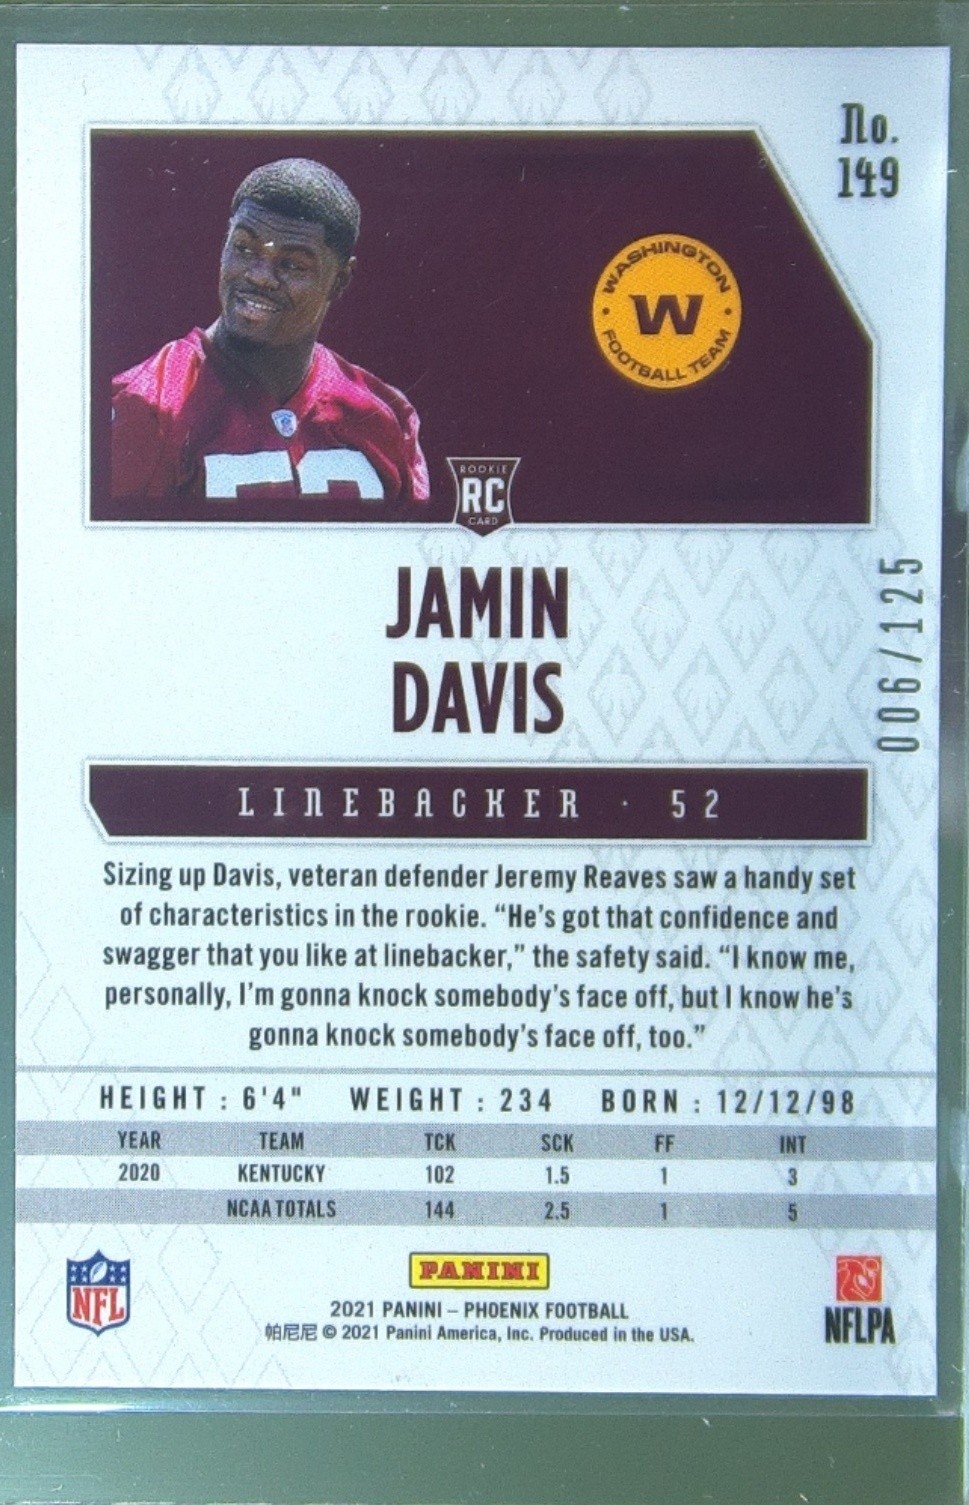 No.
149
WASHINGTON
W
FOOTBALL TEAM
52
ROOKIE
RC
CARD
JAMIN
DAVIS
006/125
LINEBACKER · 52
Sizing up Davis, veteran defender Jeremy Reaves saw a handy set
of characteristics in the rookie. “He’s got that confidence and
swagger that you like at linebacker,” the safety said. “I know me,
personally, I’m gonna knock somebody’s face off, but I know he’s
gonna knock somebody’s face off, too.”
HEIGHT : 6'4" WEIGHT : 234 BORN : 12/12/98
YEAR TEAM TCK SCK FF INT
2020 KENTUCKY 102 1.5 1 3
NCAA TOTALS 144 2.5 1 5
NFL
PANINI
2021 PANINI – PHOENIX FOOTBALL
帕尼尼 © 2021 Panini America, Inc. Produced in the USA.
NFLPA